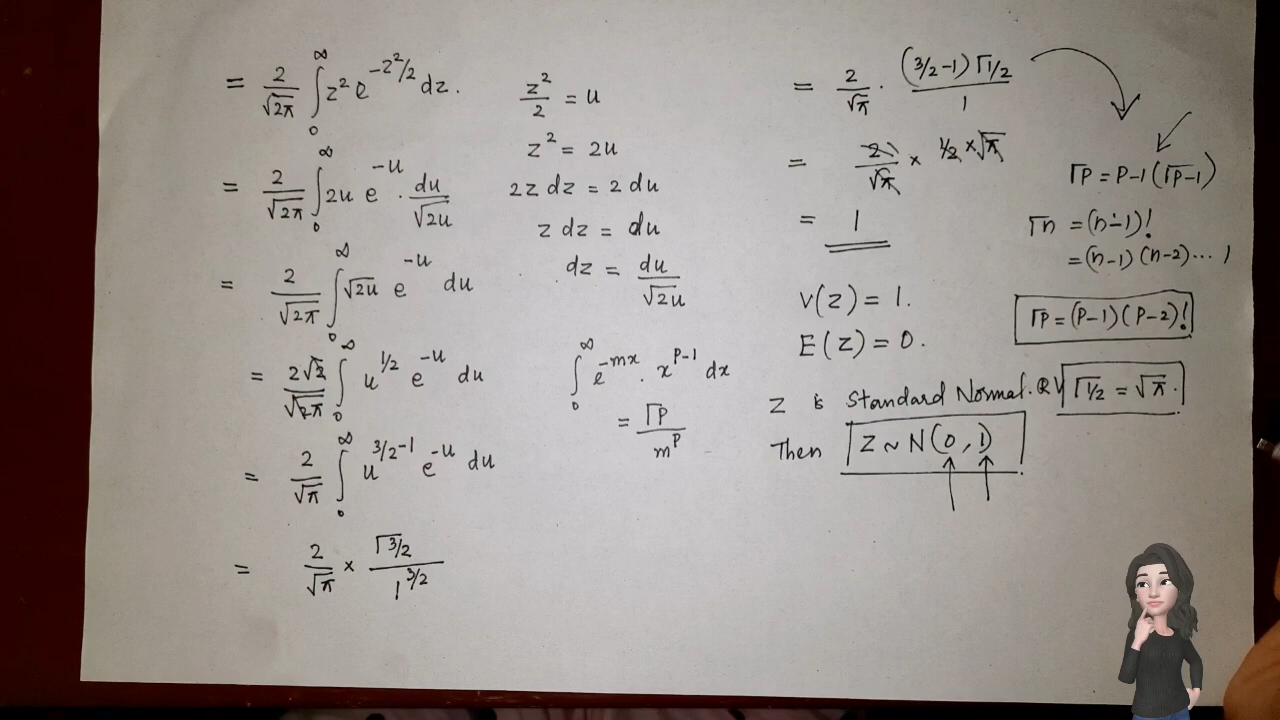 = 2/√2π ∫₀^∞ z² e^(-z²/2) dz.
= 2/√2π ∫₀^∞ 2u e^(-u) . du/√2u
= 2/√2π ∫₀^∞ √2u e^(-u) du
= 2√2/√2π ∫₀^∞ u^(1/2) e^(-u) du
= 2/√π ∫₀^∞ u^(3/2-1) e^(-u) du
= 2/√π × Γ3/2 / 1^(3/2)
z²/2 = u
z² = 2u
2z dz = 2 du
z dz = du
dz = du/√2u
∫₀^∞ e^(-mx) . x^(P-1) dx
= ΓP/m^P
= 2/√π . (3/2-1) Γ1/2 / 1
= 2/√π × 1/2 × √π
= 1
V(Z) = 1.
E(Z) = 0.
Z is Standard Normal. RV
Then Z ~ N(0, 1)
ΓP = P-1 (ΓP-1)
Γn = (n-1)!
= (n-1) (n-2) ... 1
ΓP = (P-1) (P-2)!
Γ1/2 = √π.